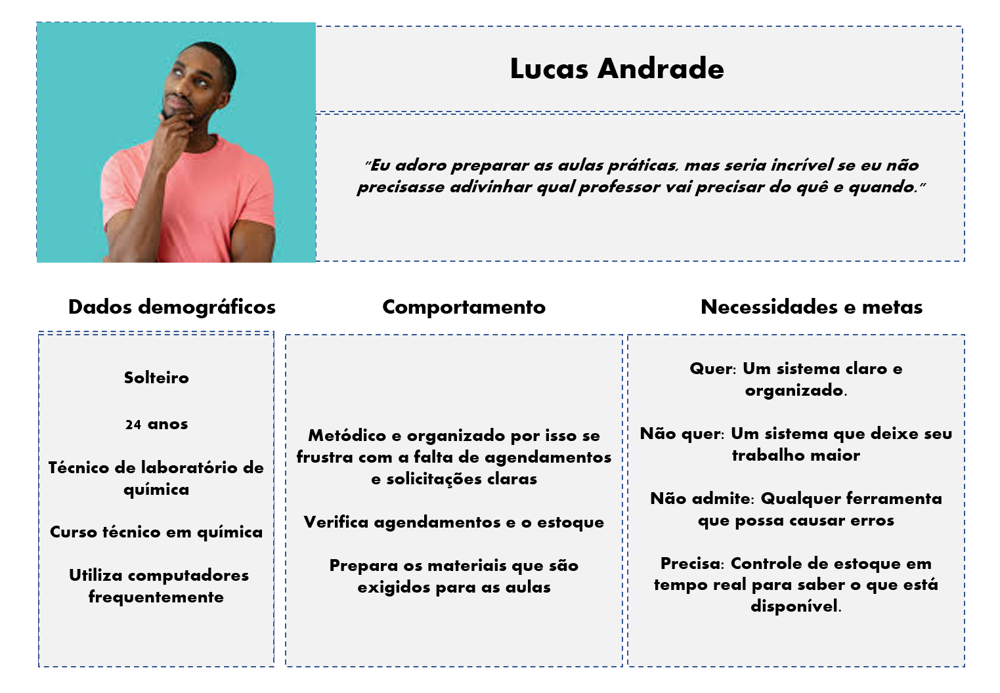 Lucas Andrade
"Eu adoro preparar as aulas práticas, mas seria incrível se eu não
precisasse adivinhar qual professor vai precisar do quê e quando."
Dados demográficos
Solteiro
24 anos
Técnico de laboratório de
química
Curso técnico em química
Utiliza computadores
frequentemente
Comportamento
Metódico e organizado por isso se
frustra com a falta de agendamentos
e solicitações claras
Verifica agendamentos e o estoque
Prepara os materiais que são
exigidos para as aulas
Necessidades e metas
Quer: Um sistema claro e
organizado.
Não quer: Um sistema que deixe seu
trabalho maior
Não admite: Qualquer ferramenta
que possa causar erros
Precisa: Controle de estoque em
tempo real para saber o que está
disponível.